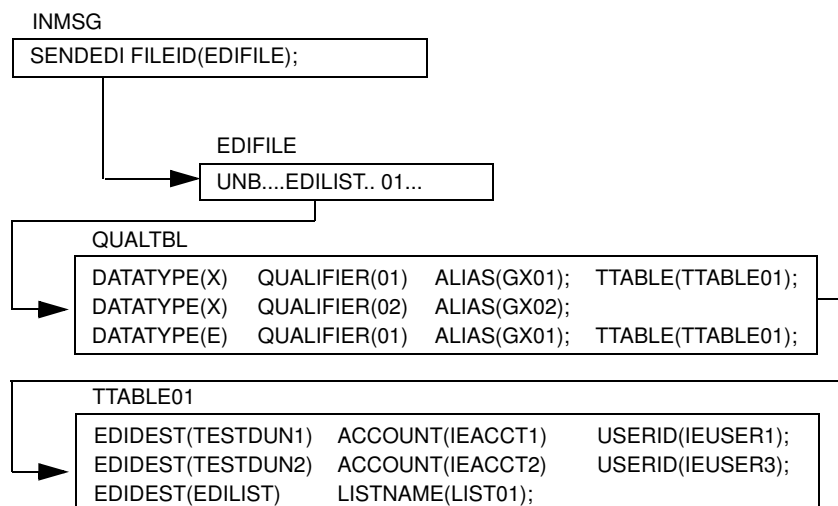 INMSG
SENDEDI FILEID(EDIFILE);
EDIFILE
UNB....EDILIST.. 01...
QUALTBL
DATATYPE(X) QUALIFIER(01) ALIAS(GX01); TTABLE(TTABLE01);
DATATYPE(X) QUALIFIER(02) ALIAS(GX02);
DATATYPE(E) QUALIFIER(01) ALIAS(GX01); TTABLE(TTABLE01);
TTABLE01
EDIDEST(TESTDUN1) ACCOUNT(IEACCT1) USERID(IEUSER1);
EDIDEST(TESTDUN2) ACCOUNT(IEACCT2) USERID(IEUSER3);
EDIDEST(EDILIST) LISTNAME(LIST01);